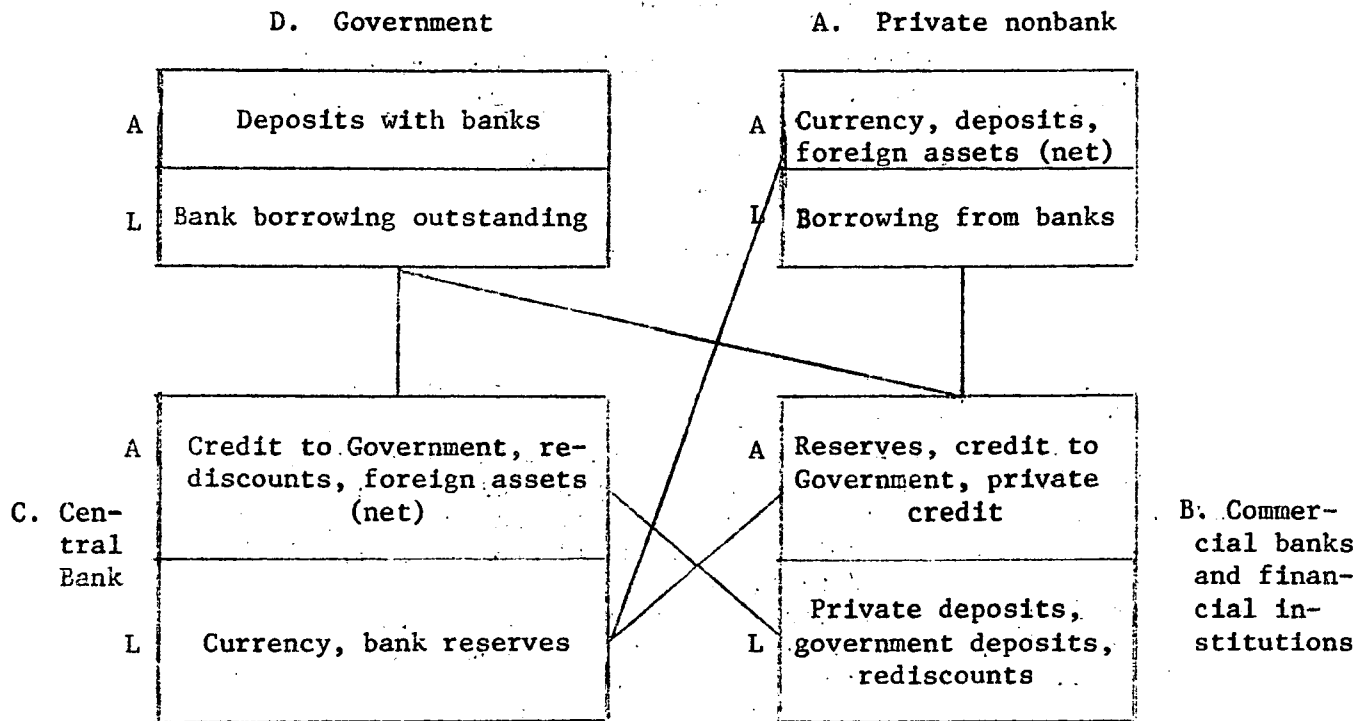 D. Government
A. Private nonbank
A
Deposits with banks
L
Bank borrowing outstanding
A
Currency, deposits,
foreign assets (net)
L
Borrowing from banks
C. Cen-
tral
Bank
A
Credit to Government, re-
discounts, foreign assets
(net)
L
Currency, bank reserves
A
Reserves, credit to
Government, private
credit
L
Private deposits,
government deposits,
rediscounts
B. Commer-
cial banks
and finan-
cial in-
stitutions